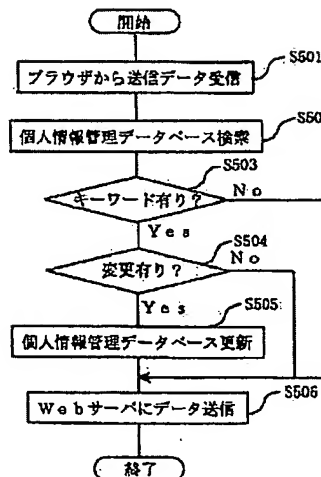 開始
S501
ブラウザから送信データ受信
S50
個人情報管理データベース検索
S503
キーワード有り?
No
Yes
S504
変更有り?
No
Yes
S505
個人情報管理データベース更新
S506
Webサーバにデータ送信
終了